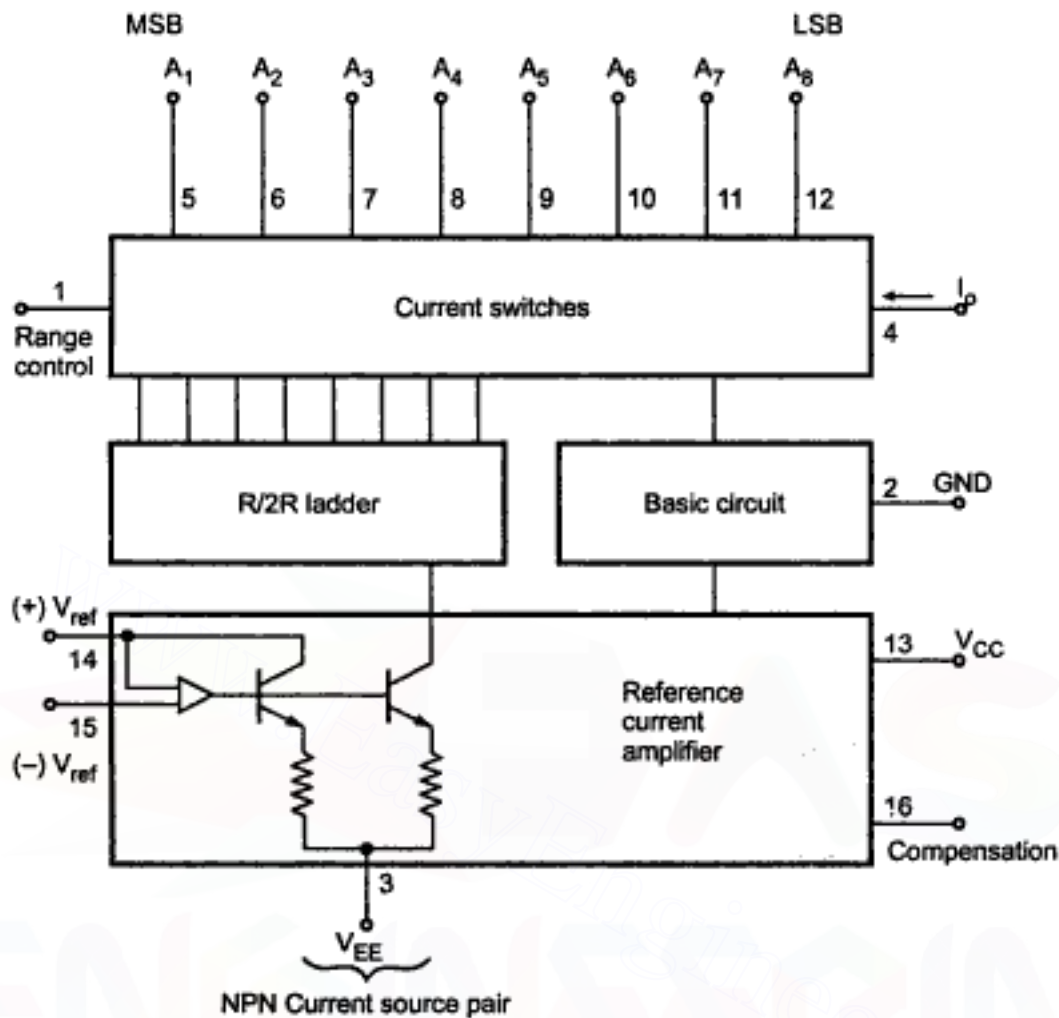 MSB LSB
A1 A2 A3 A4 A5 A6 A7 A8
5 6 7 8 9 10 11 12
1
Range
control
Current switches
Io
4
R/2R ladder
Basic circuit
2
GND
(+) Vref
14
15
(–) Vref
Reference
current
amplifier
13
VCC
16
Compensation
3
VEE
NPN Current source pair
www.EasyEngineering